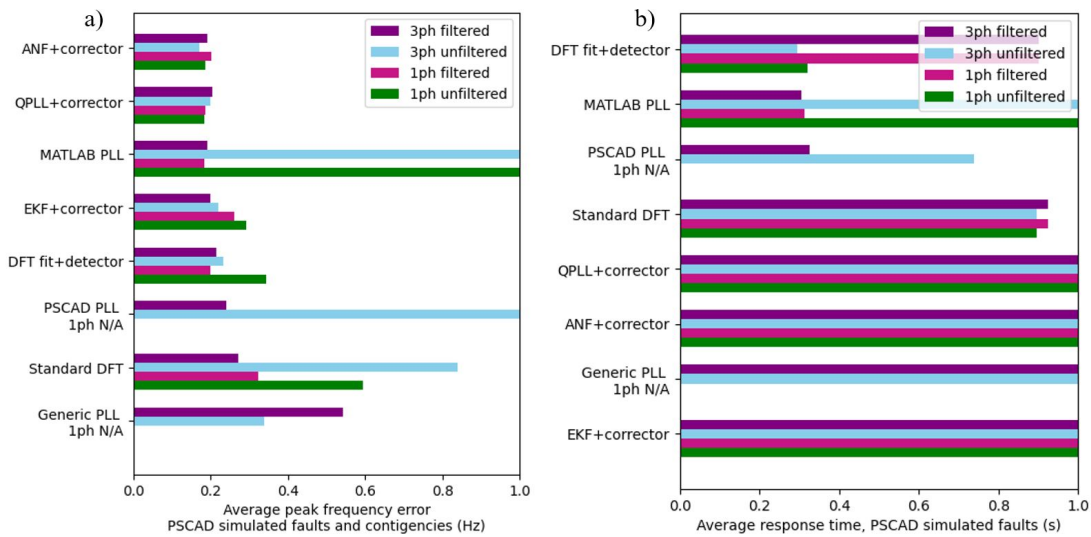 a)
3ph filtered
3ph unfiltered
1ph filtered
1ph unfiltered
ANF+corrector
QPLL+corrector
MATLAB PLL
EKF+corrector
DFT fit+detector
PSCAD PLL
1ph N/A
Standard DFT
Generic PLL
1ph N/A
0.0 0.2 0.4 0.6 0.8 1.0
Average peak frequency error
PSCAD simulated faults and contigencies (Hz)
b)
3ph filtered
3ph unfiltered
1ph filtered
1ph unfiltered
DFT fit+detector
MATLAB PLL
PSCAD PLL
1ph N/A
Standard DFT
QPLL+corrector
ANF+corrector
Generic PLL
1ph N/A
EKF+corrector
0.0 0.2 0.4 0.6 0.8 1.0
Average response time, PSCAD simulated faults (s)